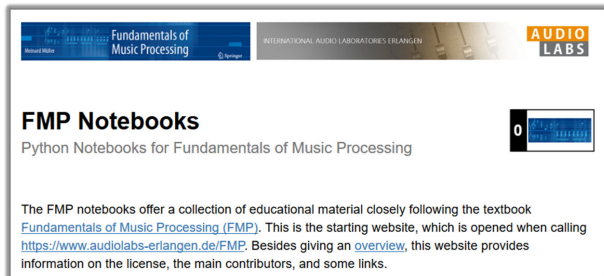 Fundamentals of
Music Processing
Meinard Müller
Springer
INTERNATIONAL AUDIO LABORATORIES ERLANGEN
AUDIO
LABS
FMP Notebooks
Python Notebooks for Fundamentals of Music Processing
0
The FMP notebooks offer a collection of educational material closely following the textbook
Fundamentals of Music Processing (FMP). This is the starting website, which is opened when calling
https://www.audiolabs-erlangen.de/FMP. Besides giving an overview, this website provides
information on the license, the main contributors, and some links.